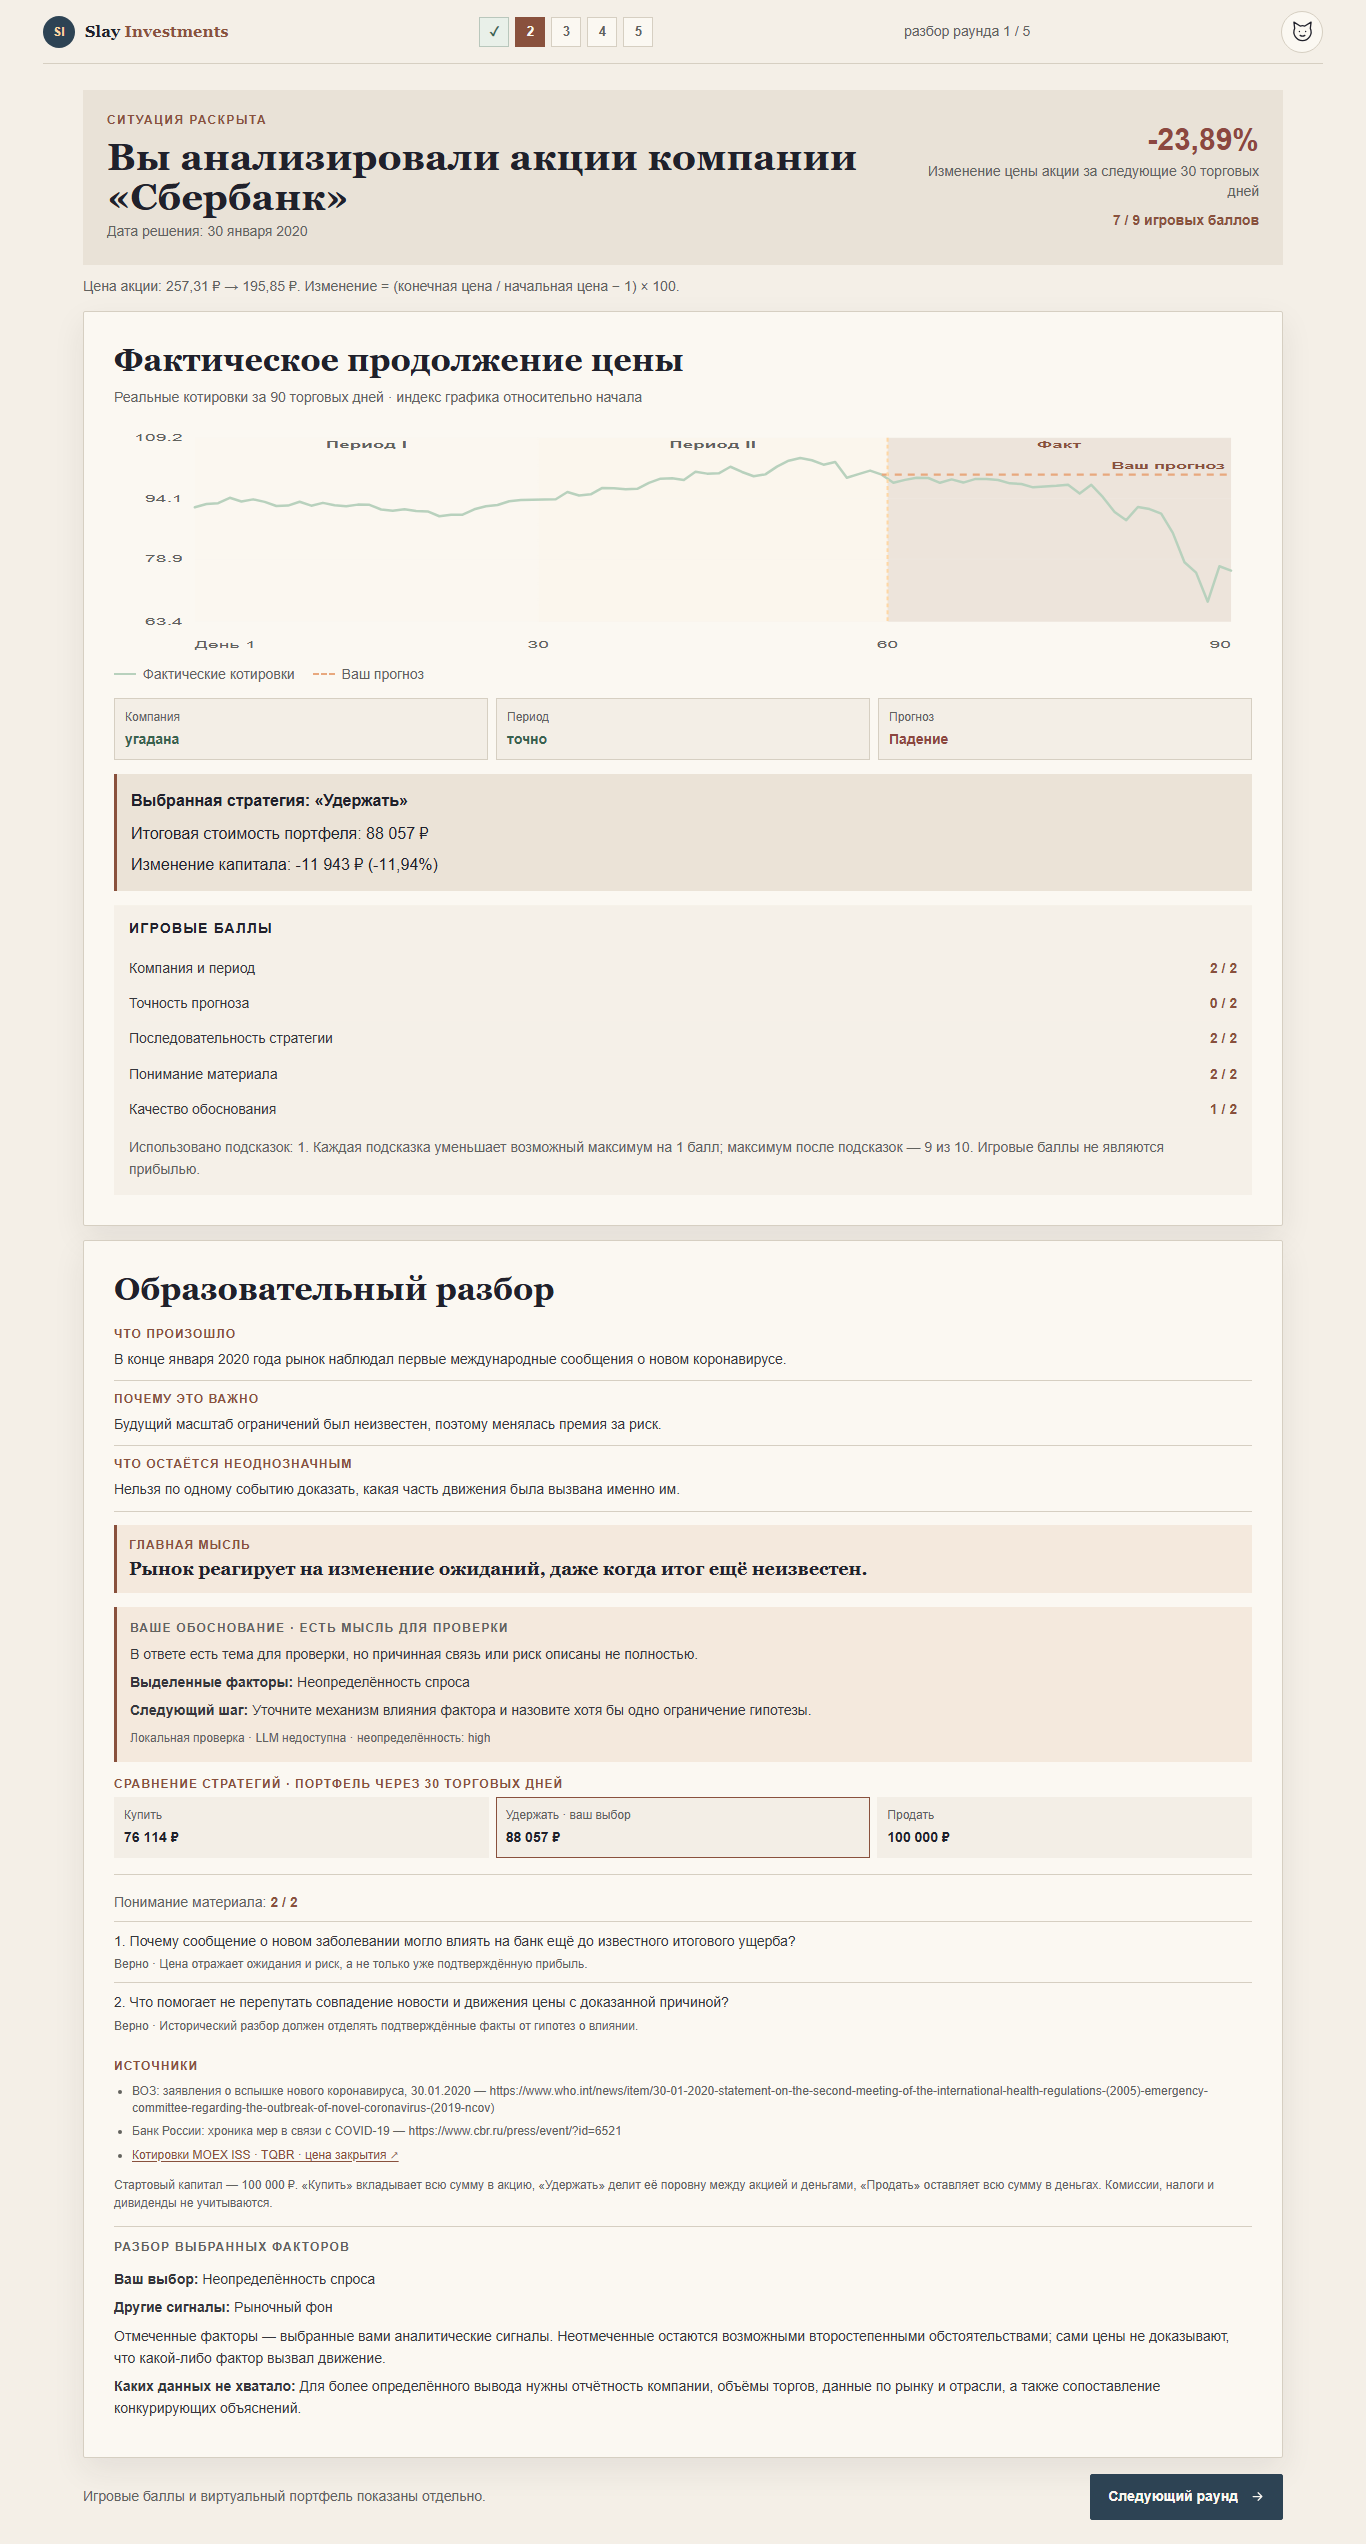 SI
Slay Investments
✓ 2 3 4 5
разбор раунда 1 / 5
СИТУАЦИЯ РАСКРЫТА
Вы анализировали акции компании
«Сбербанк»
Дата решения: 30 января 2020
-23,89%
Изменение цены акции за следующие 30 торговых
дней
7 / 9 игровых баллов
Цена акции: 257,31 ₽ → 195,85 ₽. Изменение = (конечная цена / начальная цена − 1) × 100.
Фактическое продолжение цены
Реальные котировки за 90 торговых дней · индекс графика относительно начала
109.2
94.1
78.9
63.4
Период I
Период II
Факт
Ваш прогноз
День 1
30
60
90
Фактические котировки
Ваш прогноз
Компания
угадана
Период
точно
Прогноз
Падение
Выбранная стратегия: «Удержать»
Итоговая стоимость портфеля: 88 057 ₽
Изменение капитала: -11 943 ₽ (-11,94%)
ИГРОВЫЕ БАЛЛЫ
Компания и период 2 / 2
Точность прогноза 0 / 2
Последовательность стратегии 2 / 2
Понимание материала 2 / 2
Качество обоснования 1 / 2
Использовано подсказок: 1. Каждая подсказка уменьшает возможный максимум на 1 балл; максимум после подсказок — 9 из 10. Игровые баллы не являются
прибылью.
Образовательный разбор
ЧТО ПРОИЗОШЛО
В конце января 2020 года рынок наблюдал первые международные сообщения о новом коронавирусе.
ПОЧЕМУ ЭТО ВАЖНО
Будущий масштаб ограничений был неизвестен, поэтому менялась премия за риск.
ЧТО ОСТАЁТСЯ НЕОДНОЗНАЧНЫМ
Нельзя по одному событию доказать, какая часть движения была вызвана именно им.
ГЛАВНАЯ МЫСЛЬ
Рынок реагирует на изменение ожиданий, даже когда итог ещё неизвестен.
ВАШЕ ОБОСНОВАНИЕ · ЕСТЬ МЫСЛЬ ДЛЯ ПРОВЕРКИ
В ответе есть тема для проверки, но причинная связь или риск описаны не полностью.
Выделенные факторы: Неопределённость спроса
Следующий шаг: Уточните механизм влияния фактора и назовите хотя бы одно ограничение гипотезы.
Локальная проверка · LLM недоступна · неопределённость: high
СРАВНЕНИЕ СТРАТЕГИЙ · ПОРТФЕЛЬ ЧЕРЕЗ 30 ТОРГОВЫХ ДНЕЙ
Купить
76 114 ₽
Удержать · ваш выбор
88 057 ₽
Продать
100 000 ₽
Понимание материала: 2 / 2
1. Почему сообщение о новом заболевании могло влиять на банк ещё до известного итогового ущерба?
Верно · Цена отражает ожидания и риск, а не только уже подтверждённую прибыль.
2. Что помогает не перепутать совпадение новости и движения цены с доказанной причиной?
Верно · Исторический разбор должен отделять подтверждённые факты от гипотез о влиянии.
ИСТОЧНИКИ
• ВОЗ: заявления о вспышке нового коронавируса, 30.01.2020 — https://www.who.int/news/item/30-01-2020-statement-on-the-second-meeting-of-the-international-health-regulations-(2005)-emergency-
committee-regarding-the-outbreak-of-novel-coronavirus-(2019-ncov)
• Банк России: хроника мер в связи с COVID-19 — https://www.cbr.ru/press/event/?id=6521
• Котировки MOEX ISS · TQBR · цена закрытия ↗
Стартовый капитал — 100 000 ₽. «Купить» вкладывает всю сумму в акцию, «Удержать» делит её поровну между акцией и деньгами, «Продать» оставляет всю сумму в деньгах. Комиссии, налоги и
дивиденды не учитываются.
РАЗБОР ВЫБРАННЫХ ФАКТОРОВ
Ваш выбор: Неопределённость спроса
Другие сигналы: Рыночный фон
Отмеченные факторы — выбранные вами аналитические сигналы. Неотмеченные остаются возможными второстепенными обстоятельствами; сами цены не доказывают,
что какой-либо фактор вызвал движение.
Каких данных не хватало: Для более определённого вывода нужны отчётность компании, объёмы торгов, данные по рынку и отрасли, а также сопоставление
конкурирующих объяснений.
Игровые баллы и виртуальный портфель показаны отдельно.
Следующий раунд →